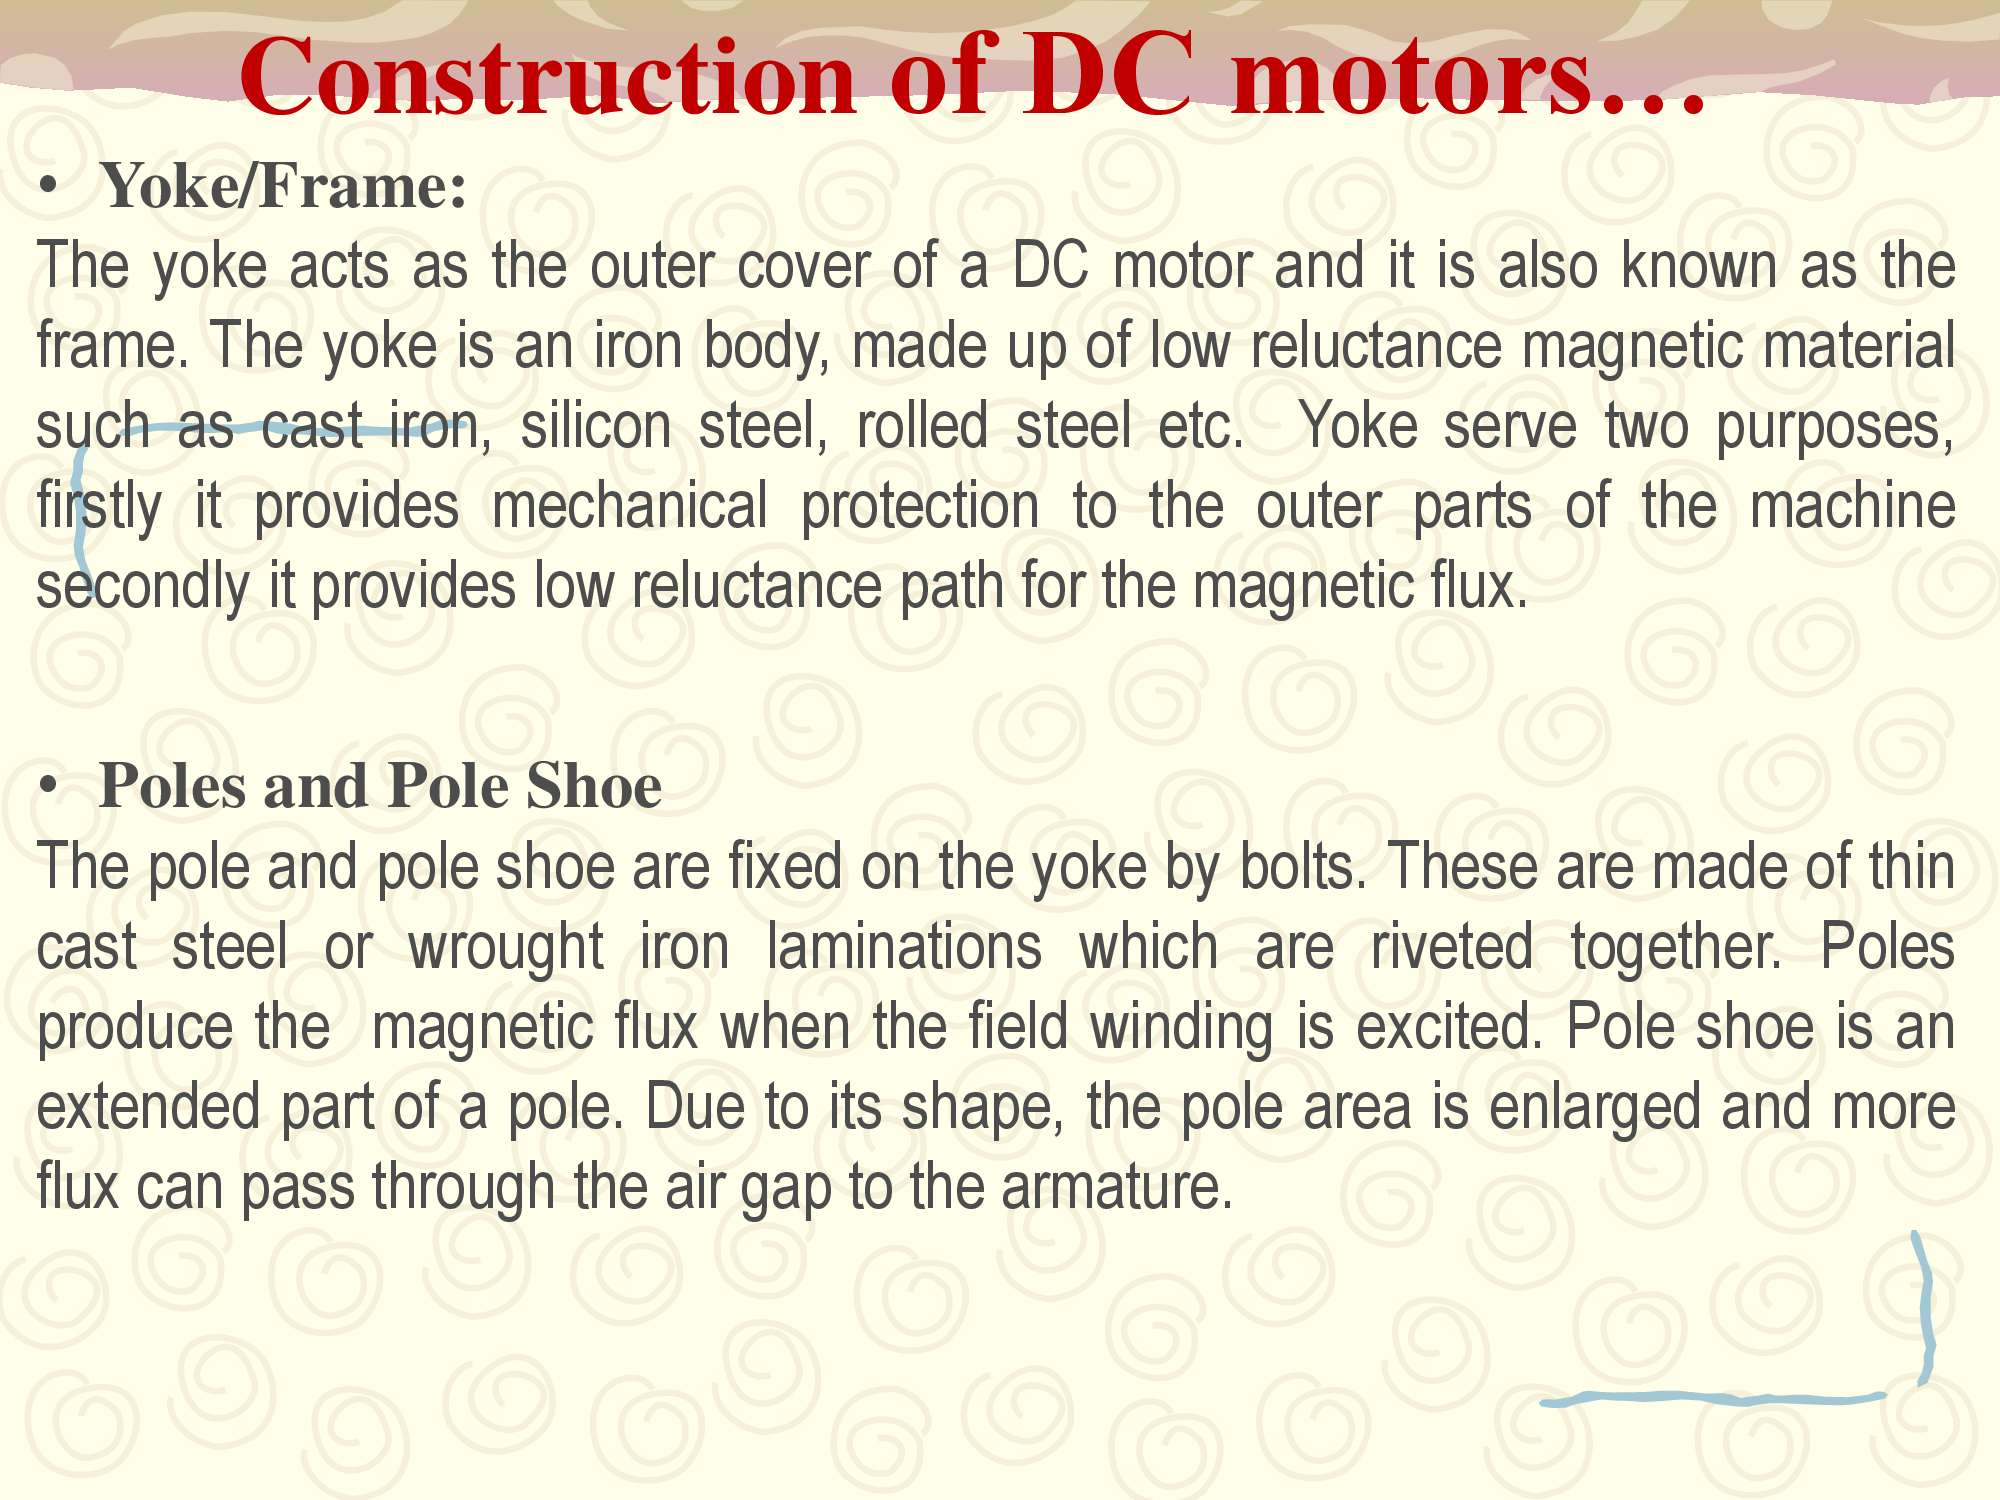 Construction of DC motors…
• Yoke/Frame:
The yoke acts as the outer cover of a DC motor and it is also known as the
frame. The yoke is an iron body, made up of low reluctance magnetic material
such as cast iron, silicon steel, rolled steel etc.  Yoke serve two purposes,
firstly it provides mechanical protection to the outer parts of the machine
secondly it provides low reluctance path for the magnetic flux.
• Poles and Pole Shoe
The pole and pole shoe are fixed on the yoke by bolts. These are made of thin
cast steel or wrought iron laminations which are riveted together. Poles
produce the  magnetic flux when the field winding is excited. Pole shoe is an
extended part of a pole. Due to its shape, the pole area is enlarged and more
flux can pass through the air gap to the armature.